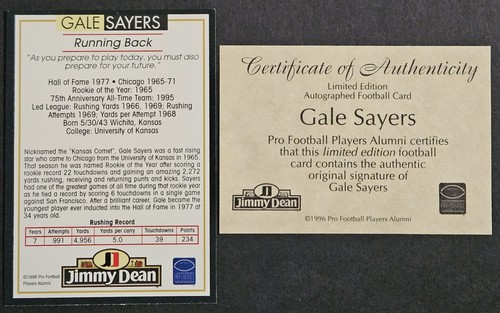 GALE SAYERS
Running Back
"As you prepare to play today, you must also
prepare for your future."
Hall of Fame 1977 • Chicago 1965-71
Rookie of the Year: 1965
75th Anniversary All-Time Team: 1995
Led League: Rushing Yards 1966, 1969; Rushing
Attempts 1969; Yards per Attempt 1968
Born 5/30/43 Wichita, Kansas
College: University of Kansas
Nicknamed the "Kansas Comet", Gale Sayers was a fast rising
star who came to Chicago from the University of Kansas in 1965.
That season he was named Rookie of the Year after scoring a
rookie record 22 touchdowns and gaining an amazing 2,272
yards rushing, receiving and returning punts and kicks. Sayers
had one of the greatest games of all time during that rookie year
as he tied a record by scoring 6 touchdowns in a single game
against San Francisco. After a brilliant career, Gale became the
youngest player ever inducted into the Hall of Fame in 1977 at
34 years old.
Rushing Record
Years Attempts Yards Yards per carry Touchdowns Points
7 991 4,956 5.0 39 234
©1996 Pro Football
Players Alumni
JD
Jimmy Dean
Certificate of Authenticity
Limited Edition
Autographed Football Card
Gale Sayers
Pro Football Players Alumni certifies
that this limited edition football
card contains the authentic
original signature of
Gale Sayers
JD
Jimmy Dean
©1996 Pro Football Players Alumni